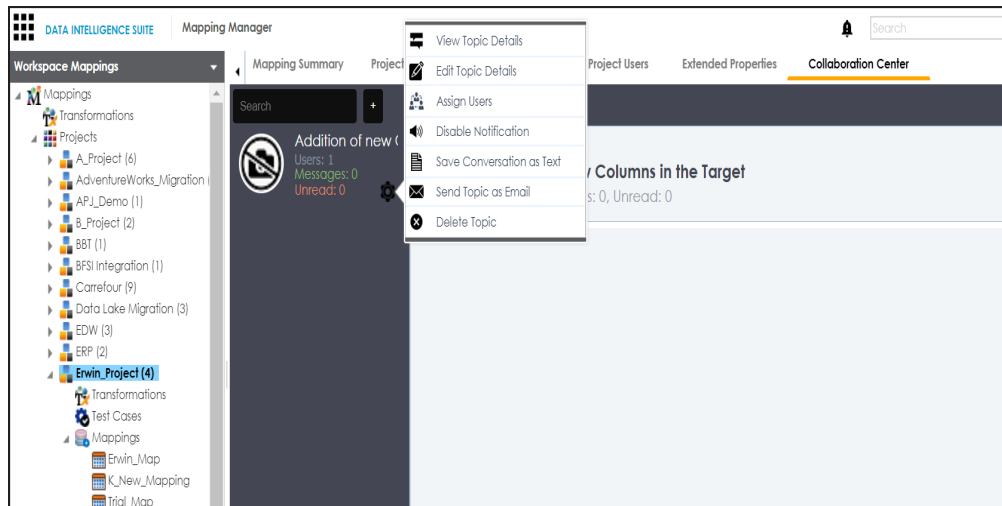 DATA INTELLIGENCE SUITE Mapping Manager
Search
Workspace Mappings
Mappings
Transformations
Projects
A_Project (6)
AdventureWorks_Migration
APJ_Demo (1)
B_Project (2)
BBT (1)
BFSI Integration (1)
Carrefour (9)
Data Lake Migration (3)
EDW (3)
ERP (2)
Erwin_Project (4)
Transformations
Test Cases
Mappings
Erwin_Map
K_New_Mapping
Trial_Map
Mapping Summary Project Project Users Extended Properties Collaboration Center
Search +
Addition of new
Users: 1
Messages: 0
Unread: 0
View Topic Details
Edit Topic Details
Assign Users
Disable Notification
Save Conversation as Text
Send Topic as Email
Delete Topic
Columns in the Target
s: 0, Unread: 0